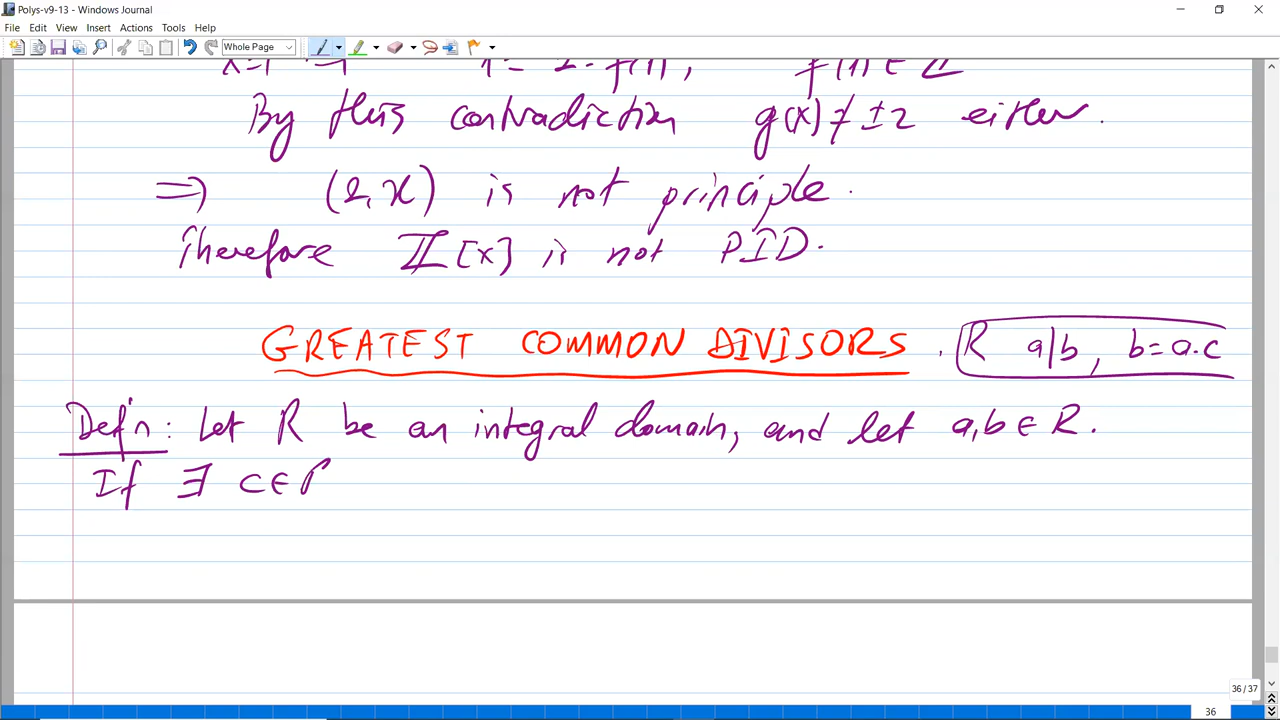 Polys-v9-13 - Windows Journal
File Edit View Insert Actions Tools Help
Whole Page
By this contradiction g(x) ≠ ±2 either.
⇒ (2,x) is not principle.
Therefore ℤ[x] is not PID.
GREATEST COMMON DIVISORS. R a|b, b=a·c
Def'n: Let R be an integral domain, and let a,b ∈ R.
If ∃ c ∈
36 / 37
36